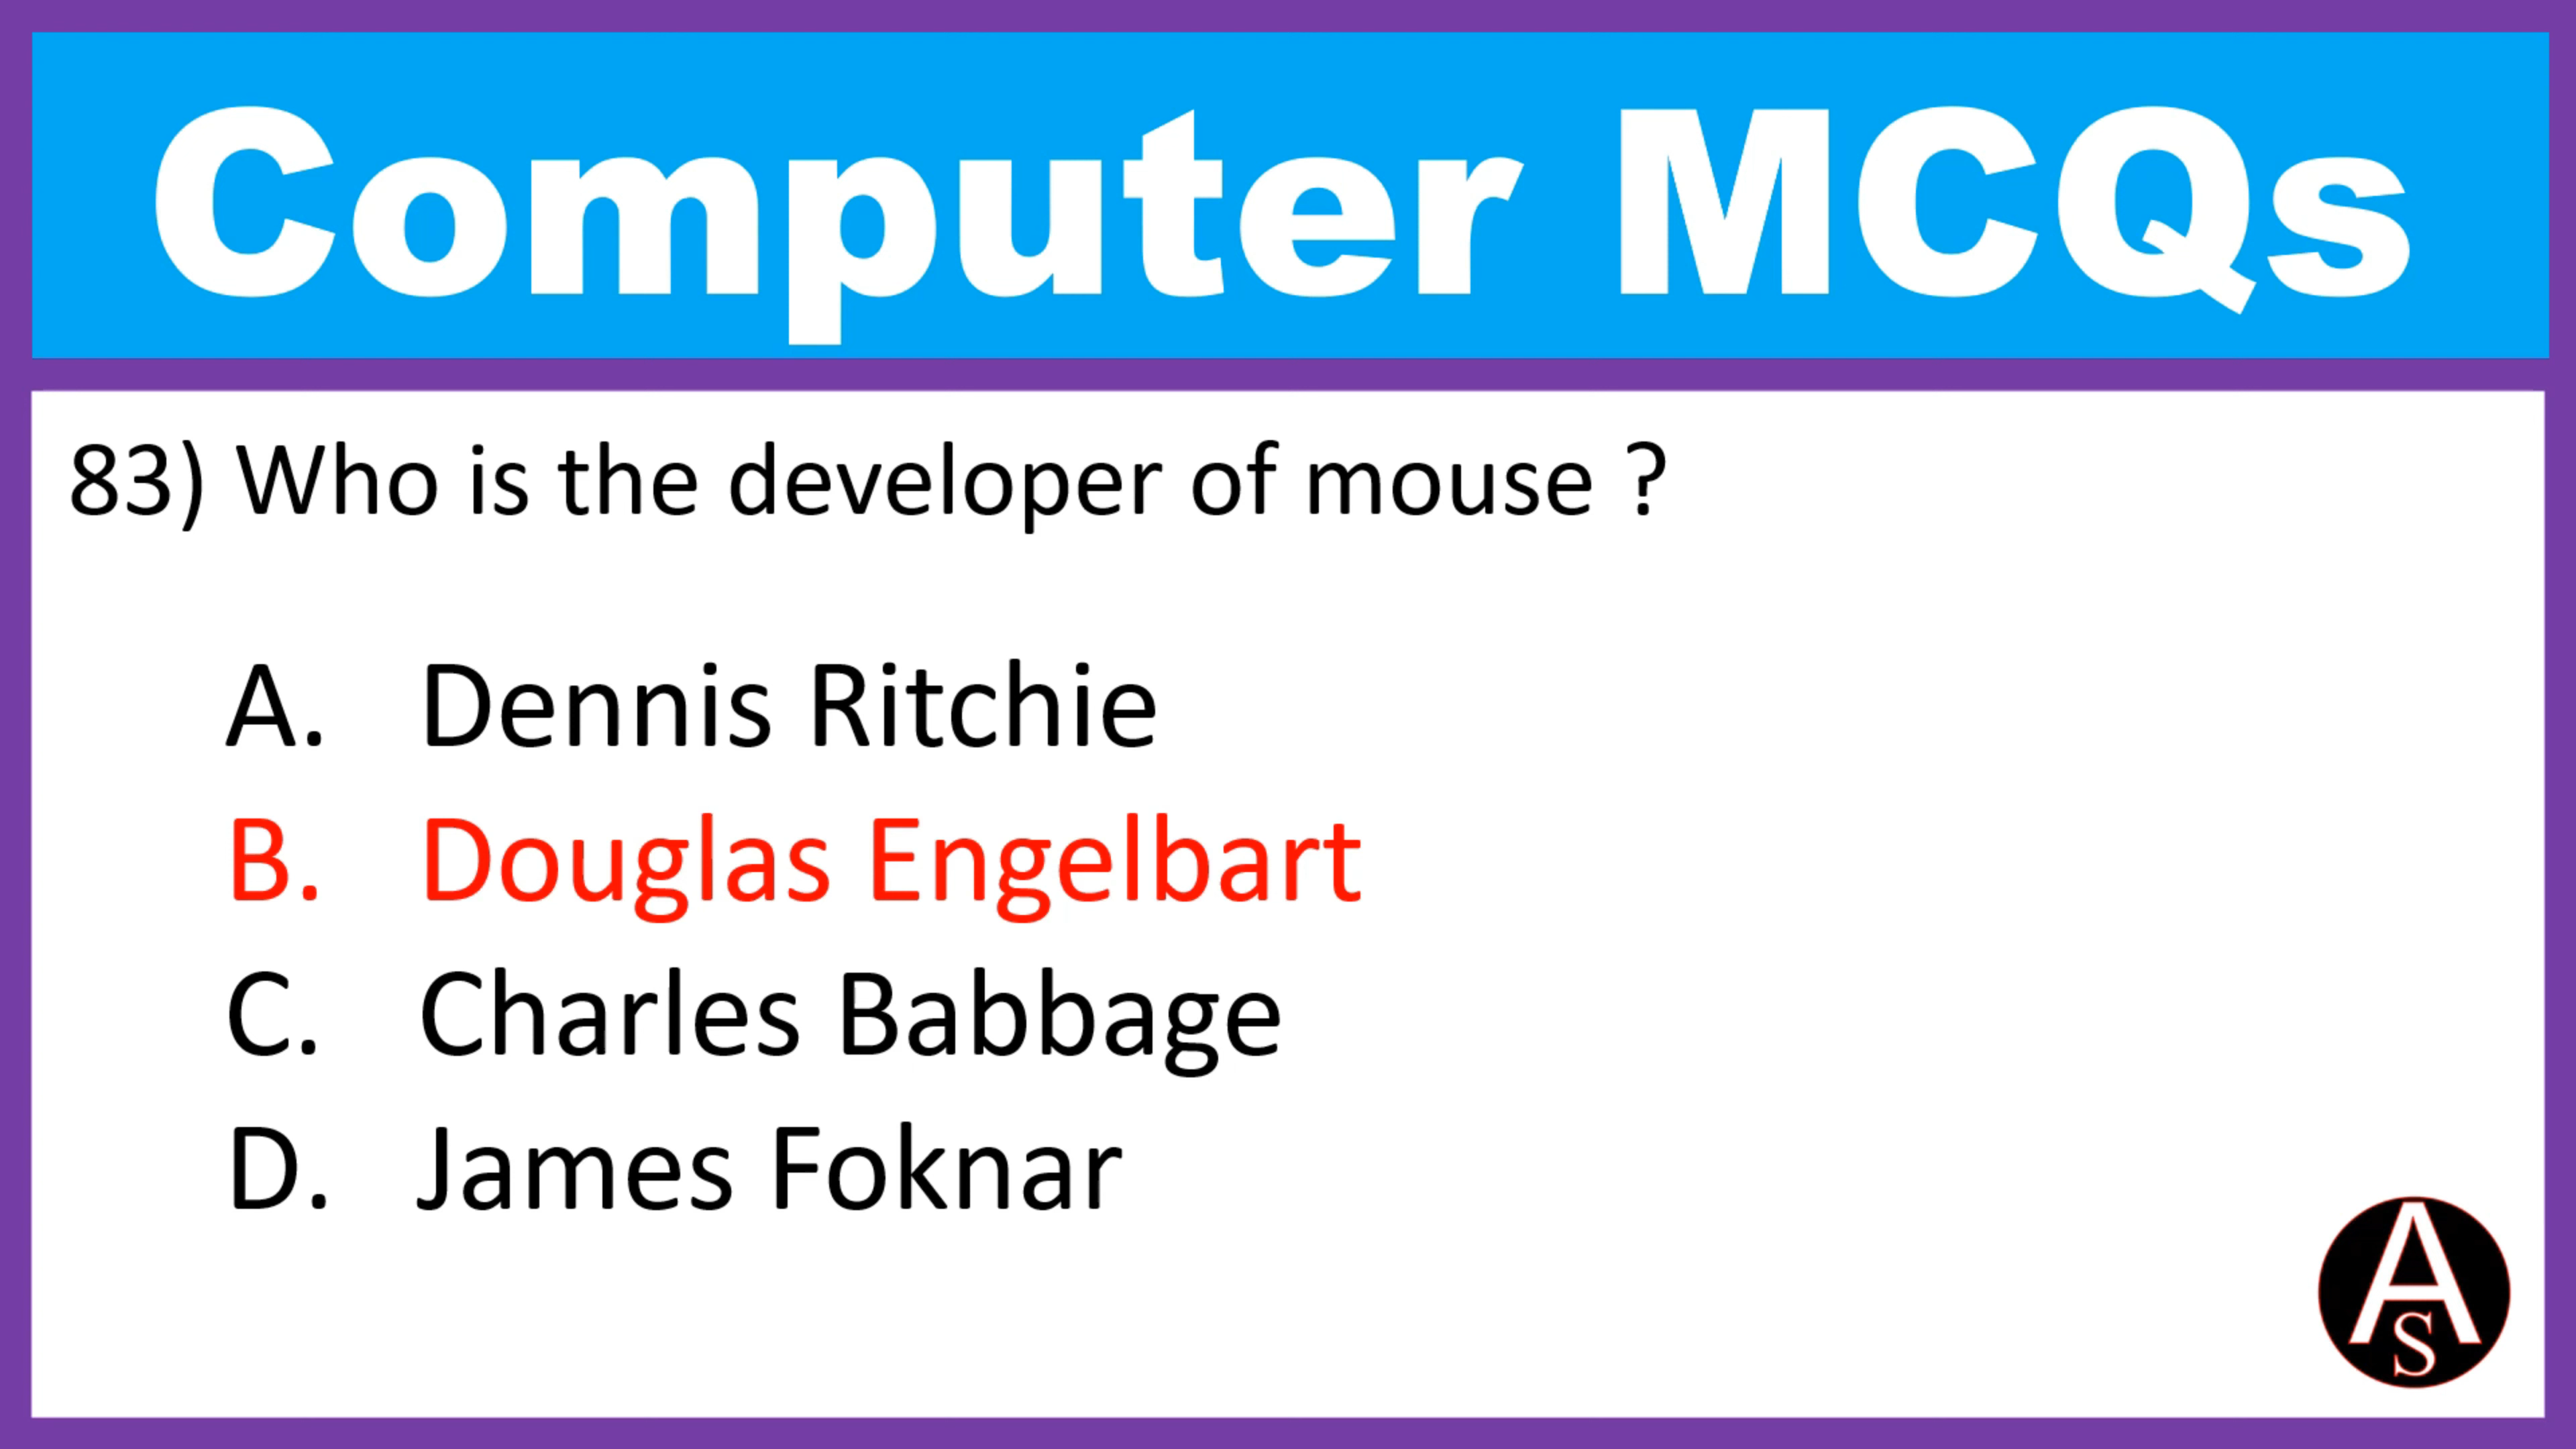 Computer MCQs
83) Who is the developer of mouse ?
A. Dennis Ritchie
B. Douglas Engelbart
C. Charles Babbage
D. James Foknar
A
S